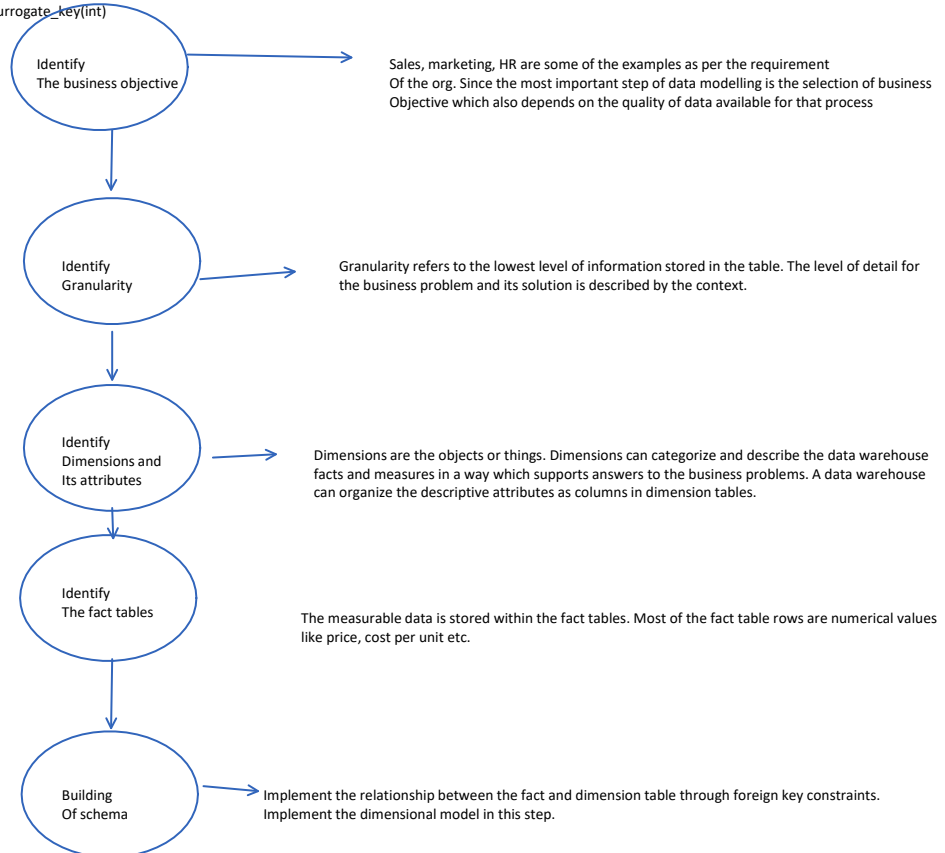 urrogate_key(int)
Identify
The business objective
Sales, marketing, HR are some of the examples as per the requirement
Of the org. Since the most important step of data modelling is the selection of business
Objective which also depends on the quality of data available for that process
Identify
Granularity
Granularity refers to the lowest level of information stored in the table. The level of detail for
the business problem and its solution is described by the context.
Identify
Dimensions and
Its attributes
Dimensions are the objects or things. Dimensions can categorize and describe the data warehouse
facts and measures in a way which supports answers to the business problems. A data warehouse
can organize the descriptive attributes as columns in dimension tables.
Identify
The fact tables
The measurable data is stored within the fact tables. Most of the fact table rows are numerical values
like price, cost per unit etc.
Building
Of schema
Implement the relationship between the fact and dimension table through foreign key constraints.
Implement the dimensional model in this step.